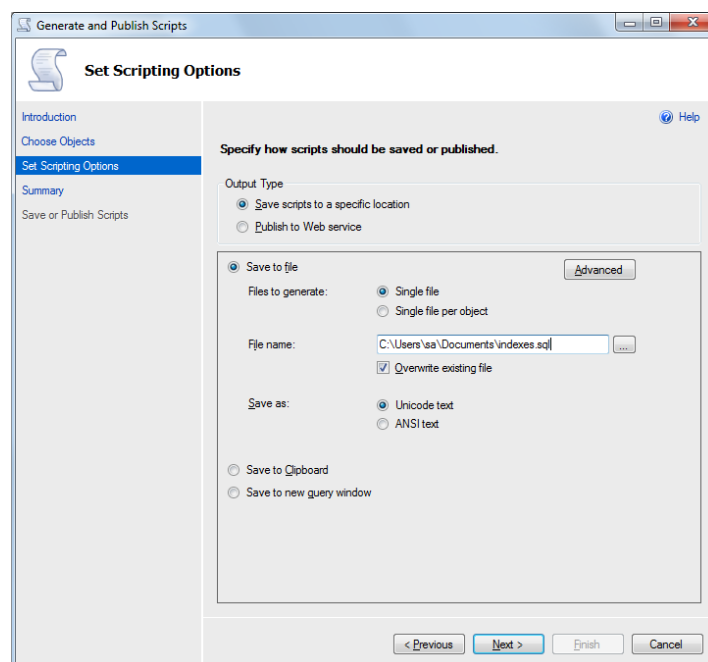 Generate and Publish Scripts
Set Scripting Options
Introduction
Choose Objects
Set Scripting Options
Summary
Save or Publish Scripts
Help
Specify how scripts should be saved or published.
Output Type
Save scripts to a specific location
Publish to Web service
Save to file
Advanced
Files to generate:
Single file
Single file per object
File name:
C:\Users\sa\Documents\indexes.sql
...
Overwrite existing file
Save as:
Unicode text
ANSI text
Save to Clipboard
Save to new query window
< Previous
Next >
Finish
Cancel